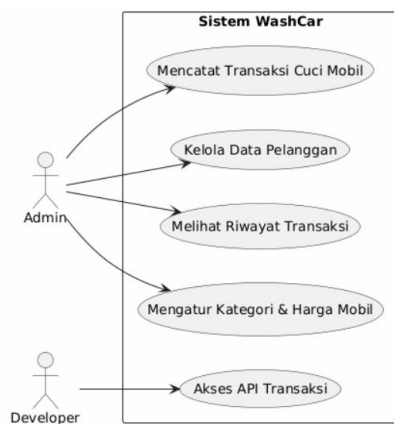 Sistem WashCar
Mencatat Transaksi Cuci Mobil
Kelola Data Pelanggan
Admin
Melihat Riwayat Transaksi
Mengatur Kategori & Harga Mobil
Akses API Transaksi
Developer